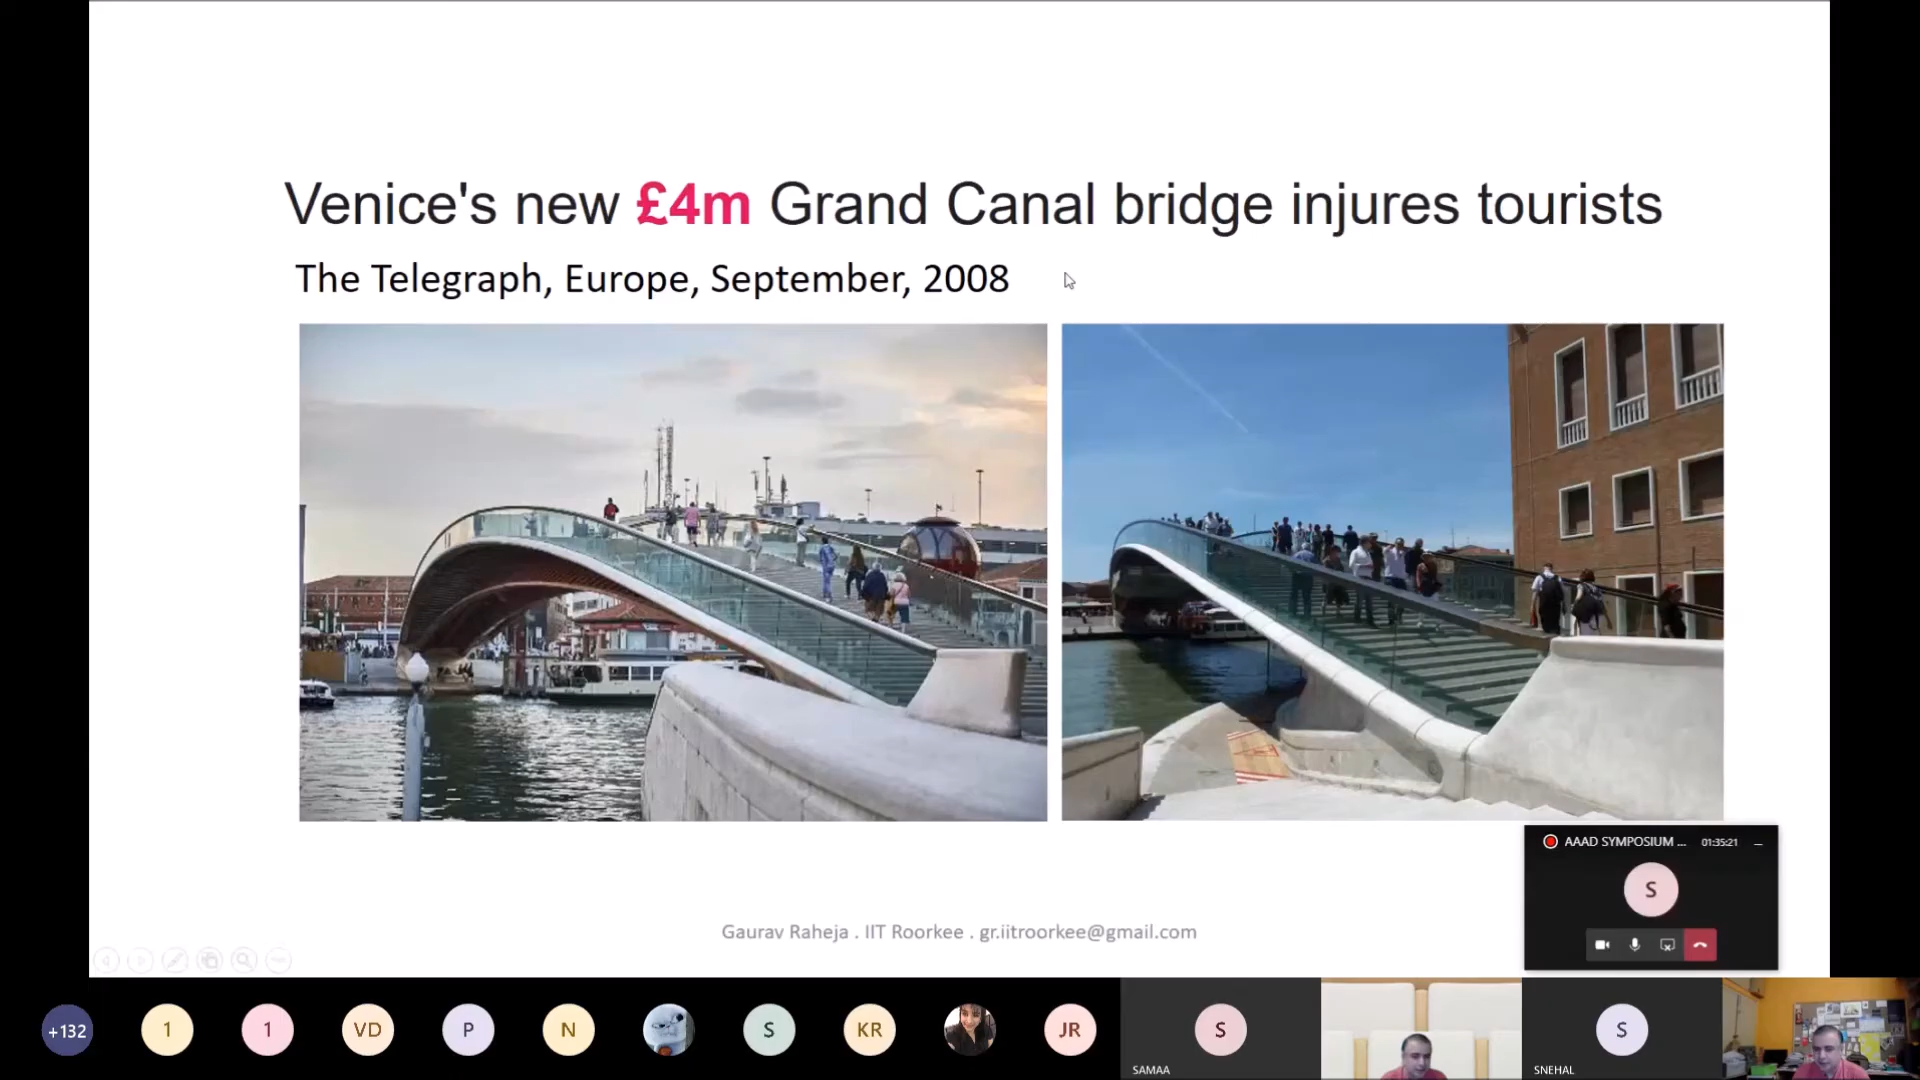 Venice's new £4m Grand Canal bridge injures tourists
The Telegraph, Europe, September, 2008
AAAD SYMPOSIUM ... 01:35:21
S
Gaurav Raheja . IIT Roorkee . gr.iitroorkee@gmail.com
+132 1 1 VD P N S KR JR S S
SAMAA SNEHAL